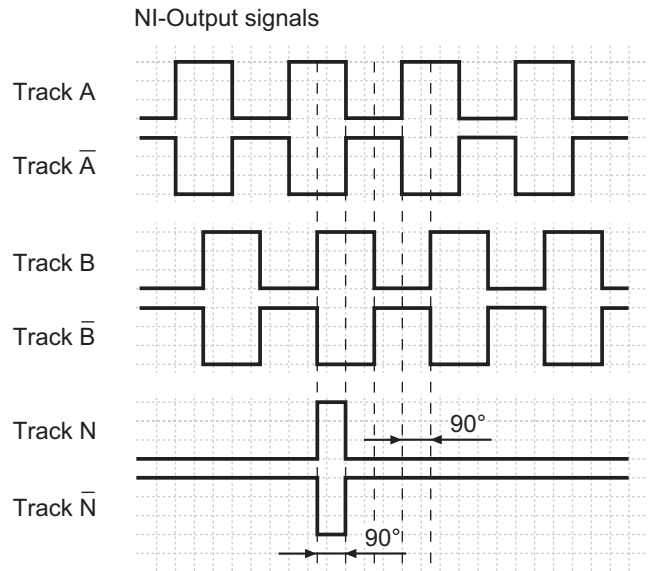 NI-Output signals
Track A
Track A̅
Track B
Track B̅
Track N
90°
Track N̅
90°